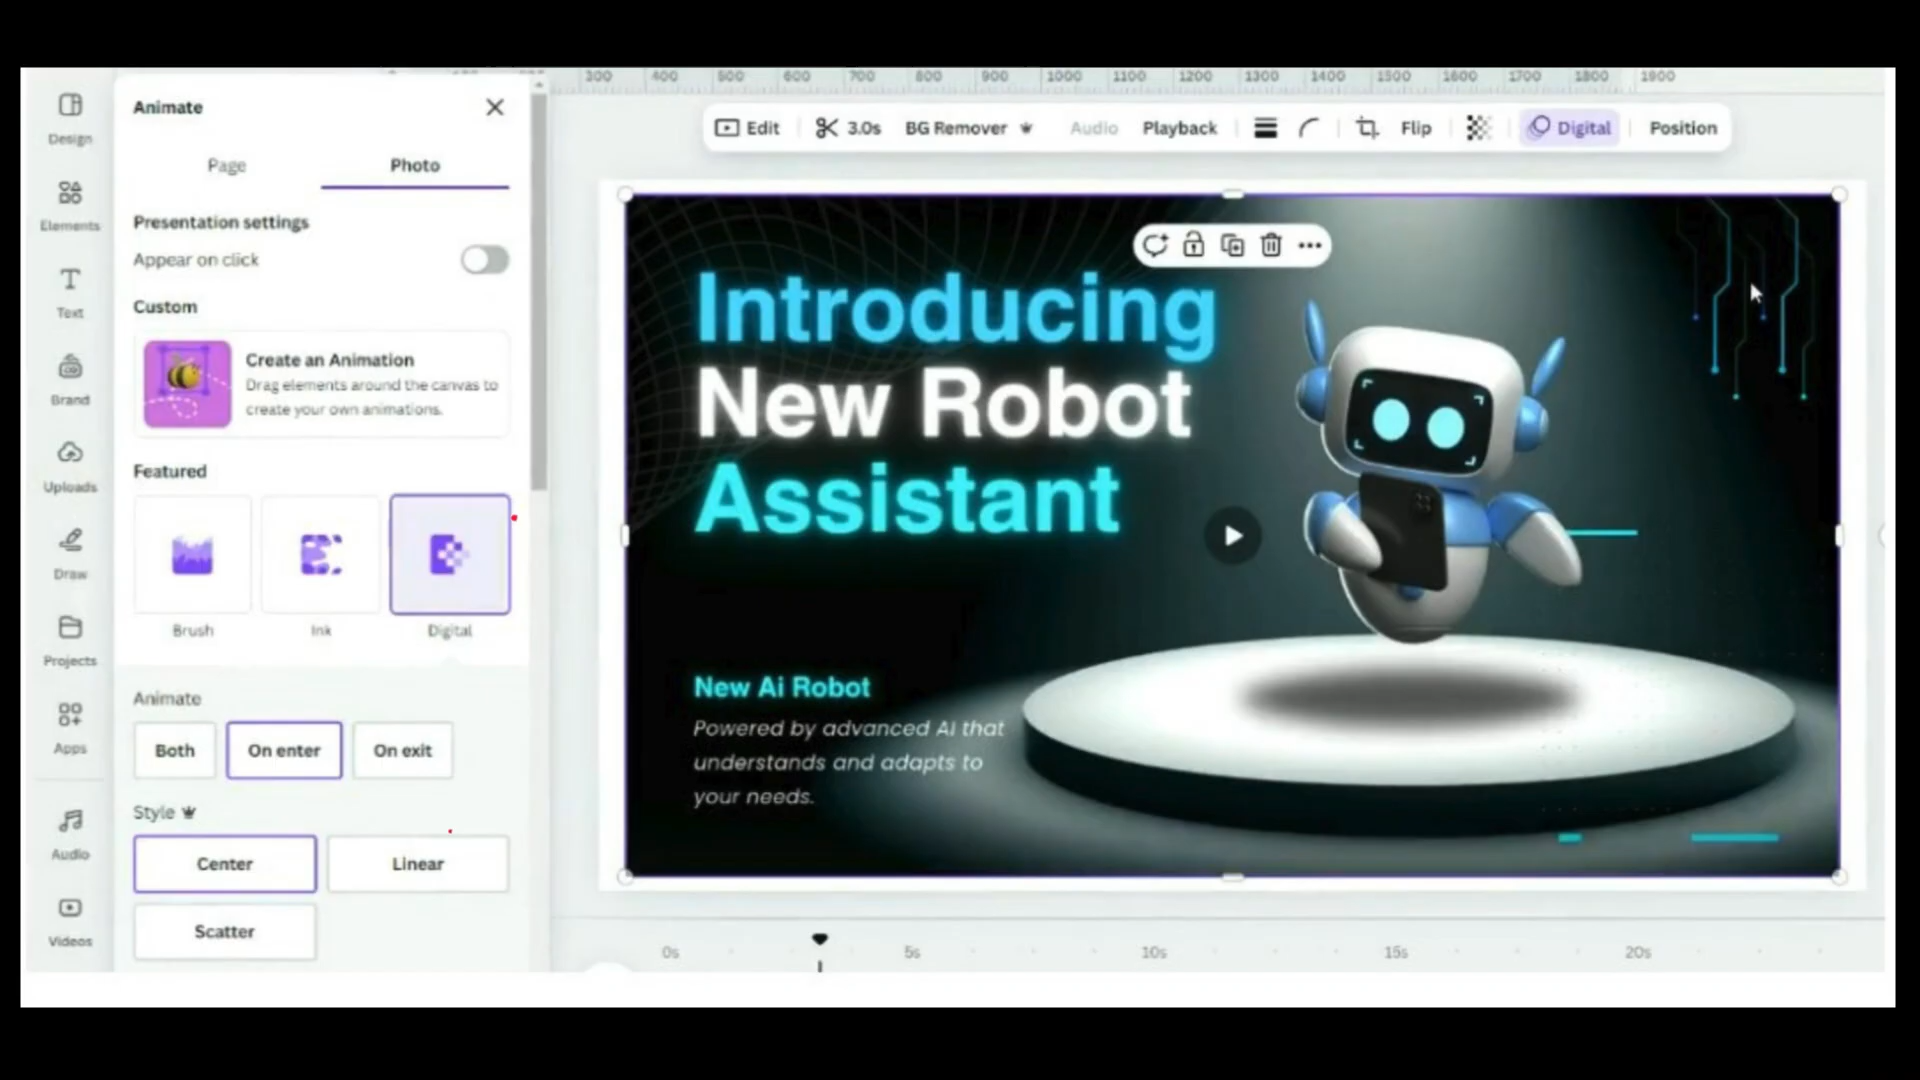 Design
Elements
Text
Brand
Uploads
Draw
Projects
Apps
Audio
Videos
Animate
Page
Photo
Presentation settings
Appear on click
Custom
Create an Animation
Drag elements around the canvas to
create your own animations.
Featured
Brush
Ink
Digital
Animate
Both
On enter
On exit
Style
Center
Linear
Scatter
300 400 500 600 700 800 900 1000 1100 1200 1300 1400 1500 1600 1700 1800 1900
Edit 3.0s BG Remover Audio Playback Flip Digital Position
Introducing
New Robot
Assistant
New Ai Robot
Powered by advanced AI that
understands and adapts to
your needs.
0s 5s 10s 15s 20s